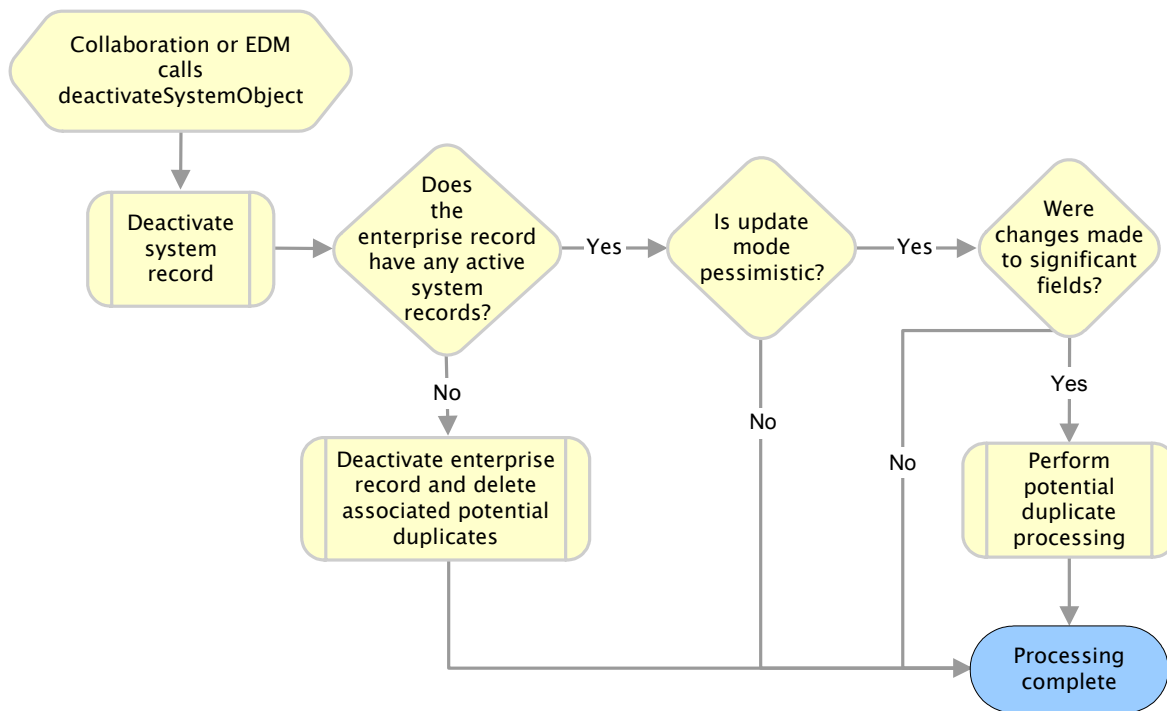 Collaboration or EDM
calls
deactivateSystemObject
Deactivate
system
record
Does
the
enterprise record
have any active
system
records?
Yes
Is update
mode
pessimistic?
Yes
Were
changes made
to significant
fields?
No
Deactivate enterprise
record and delete
associated potential
duplicates
No
No
Yes
Perform
potential
duplicate
processing
Processing
complete